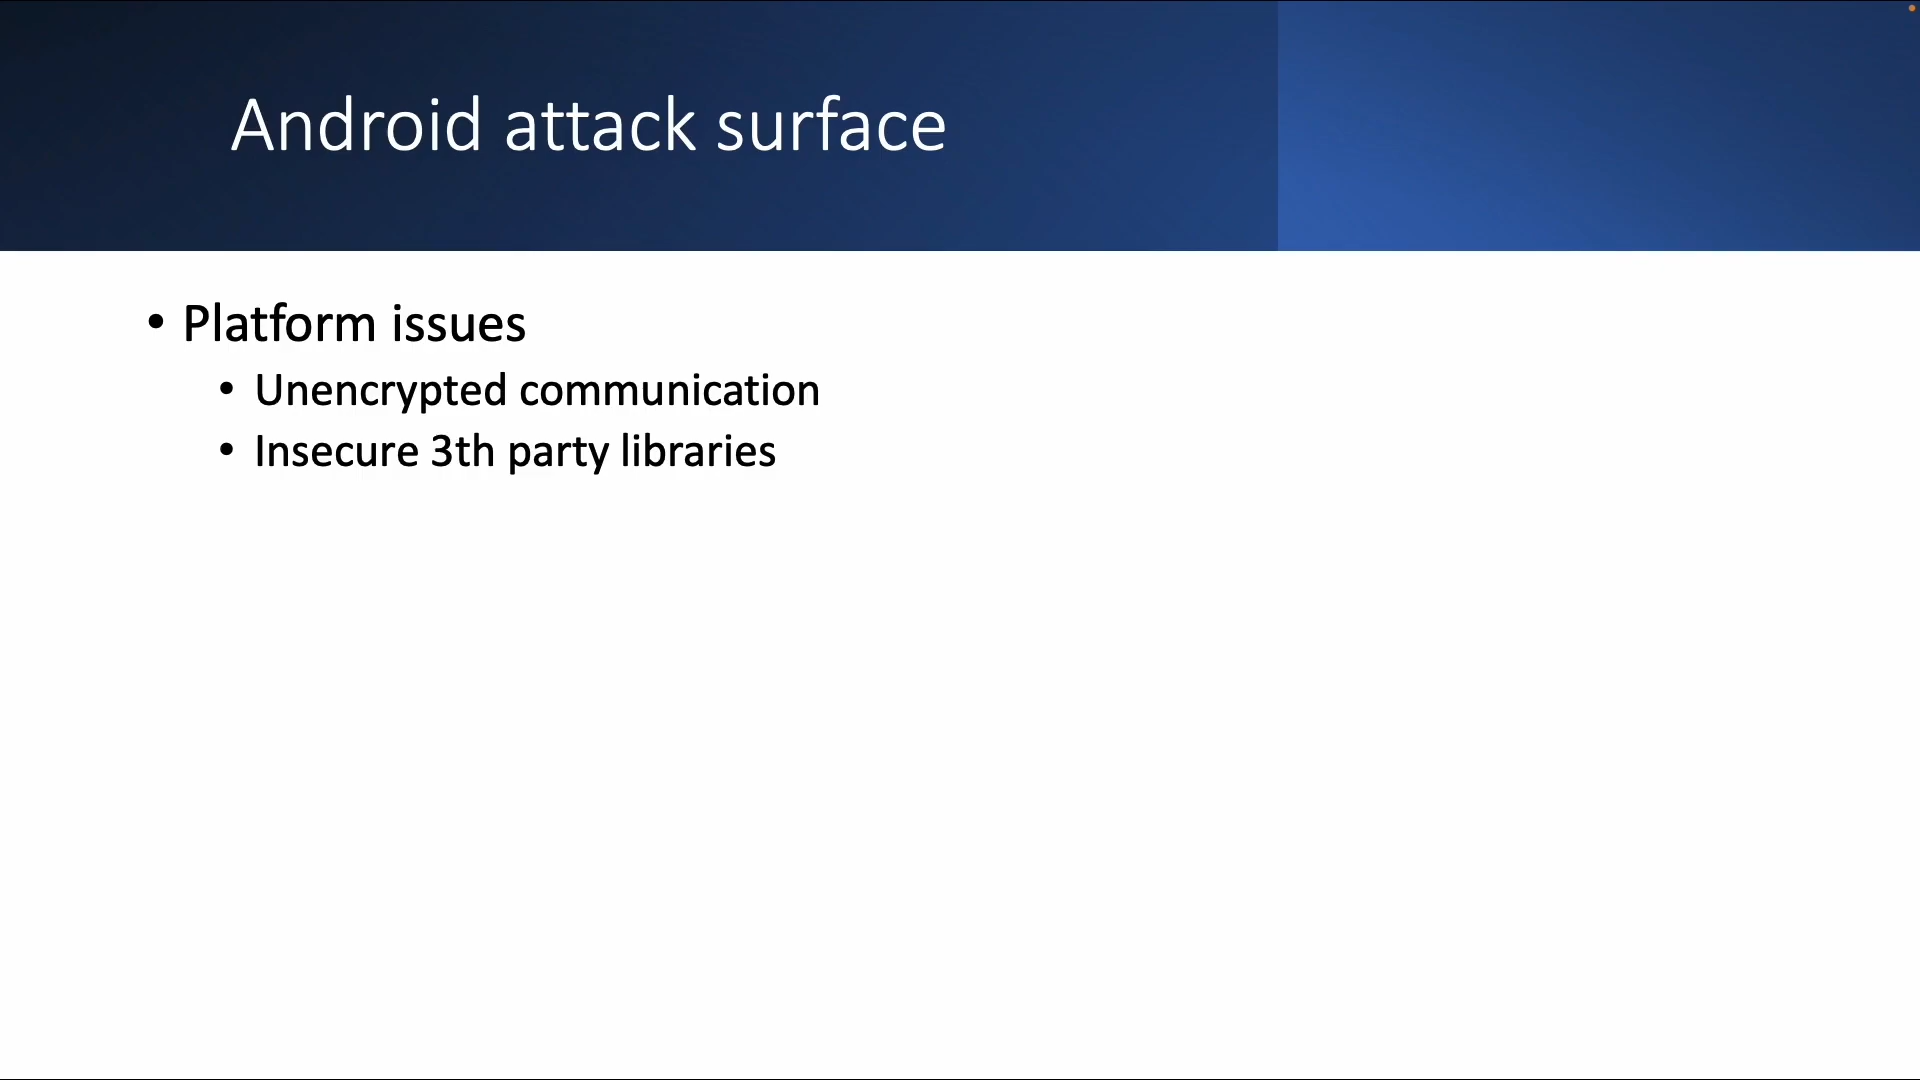 Android attack surface
• Platform issues
• Unencrypted communication
• Insecure 3th party libraries